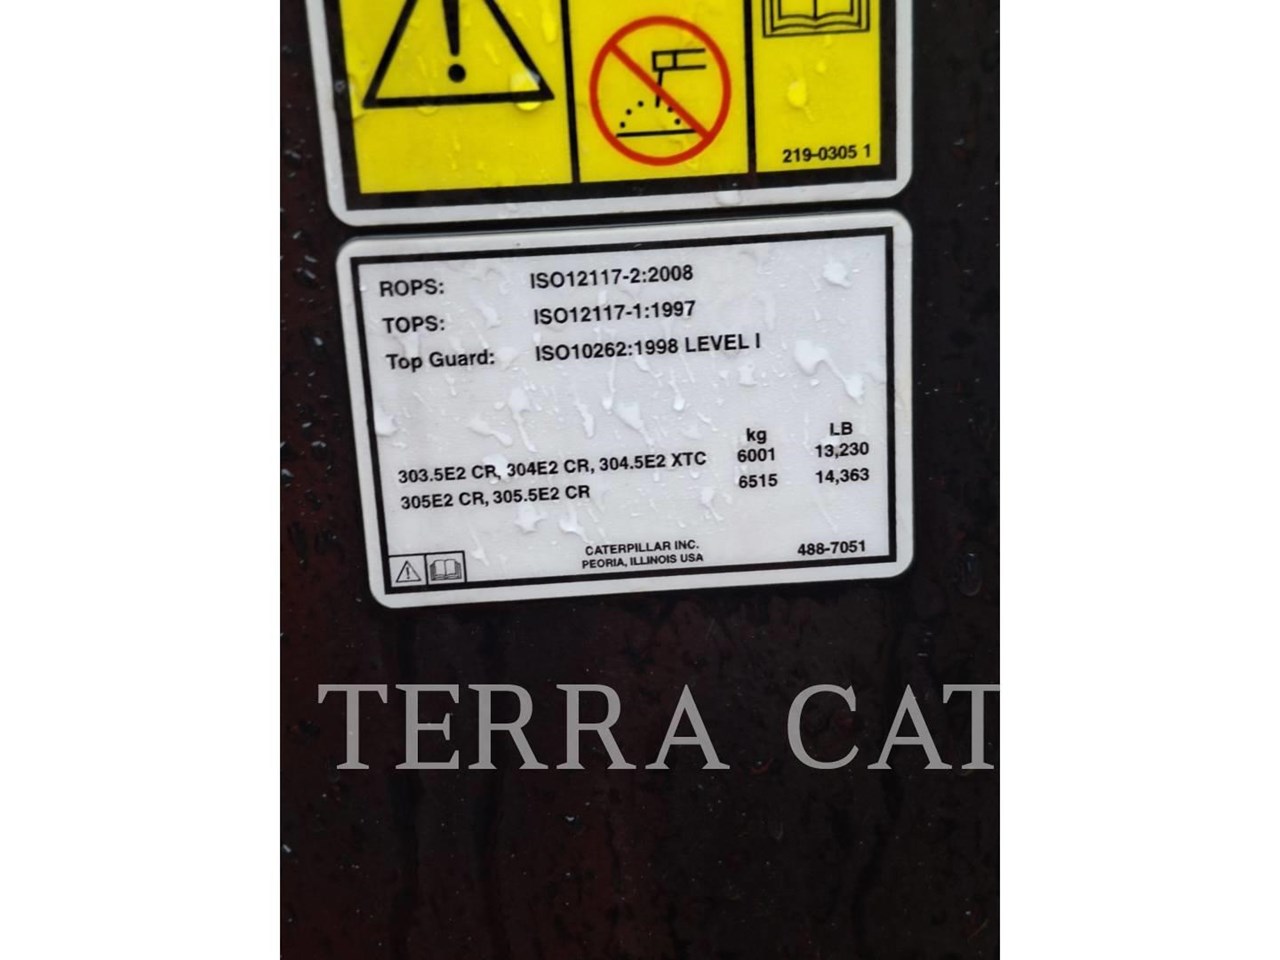 219-0305 1
ROPS: ISO12117-2:2008
TOPS: ISO12117-1:1997
Top Guard: ISO10262:1998 LEVEL I
kg LB
303.5E2 CR, 304E2 CR, 304.5E2 XTC 6001 13,230
305E2 CR, 305.5E2 CR 6515 14,363
CATERPILLAR INC.
PEORIA, ILLINOIS USA
488-7051
TERRA CAT